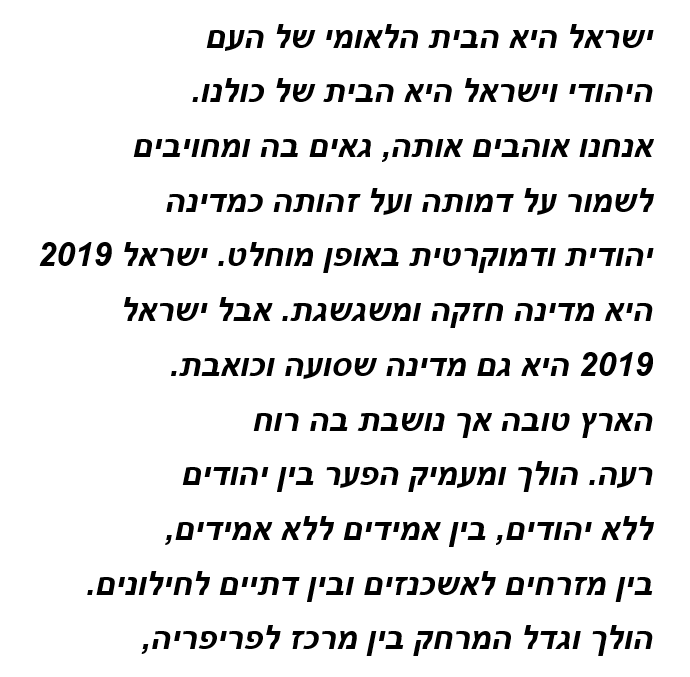 ישראל היא הבית הלאומי של העם
היהודי וישראל היא הבית של כולנו.
אנחנו אוהבים אותה, גאים בה ומחויבים
לשמור על דמותה ועל זהותה כמדינה
יהודית ודמוקרטית באופן מוחלט. ישראל 2019
היא מדינה חזקה ומשגשגת. אבל ישראל
2019 היא גם מדינה שסועה וכואבת.
הארץ טובה אך נושבת בה רוח
רעה. הולך ומעמיק הפער בין יהודים
ללא יהודים, בין אמידים ללא אמידים,
בין מזרחים לאשכנזים ובין דתיים לחילונים.
הולך וגדל המרחק בין מרכז לפריפריה,